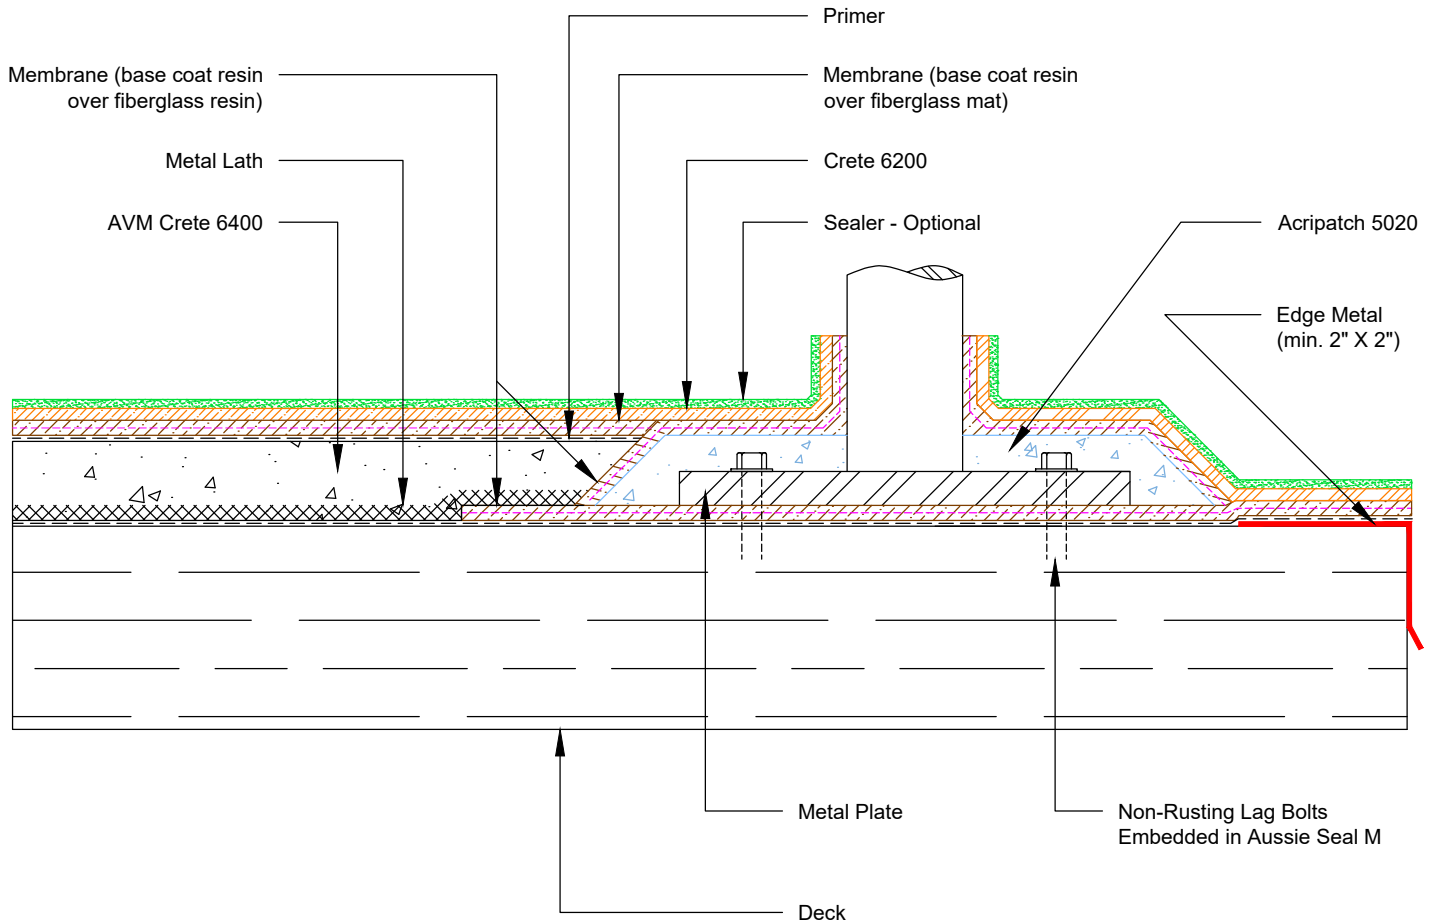 Primer
Membrane (base coat resin
over fiberglass resin)
Membrane (base coat resin
over fiberglass mat)
Metal Lath
Crete 6200
AVM Crete 6400
Sealer - Optional
Acripatch 5020
Edge Metal
(min. 2" X 2")
Metal Plate
Non-Rusting Lag Bolts
Embedded in Aussie Seal M
Deck